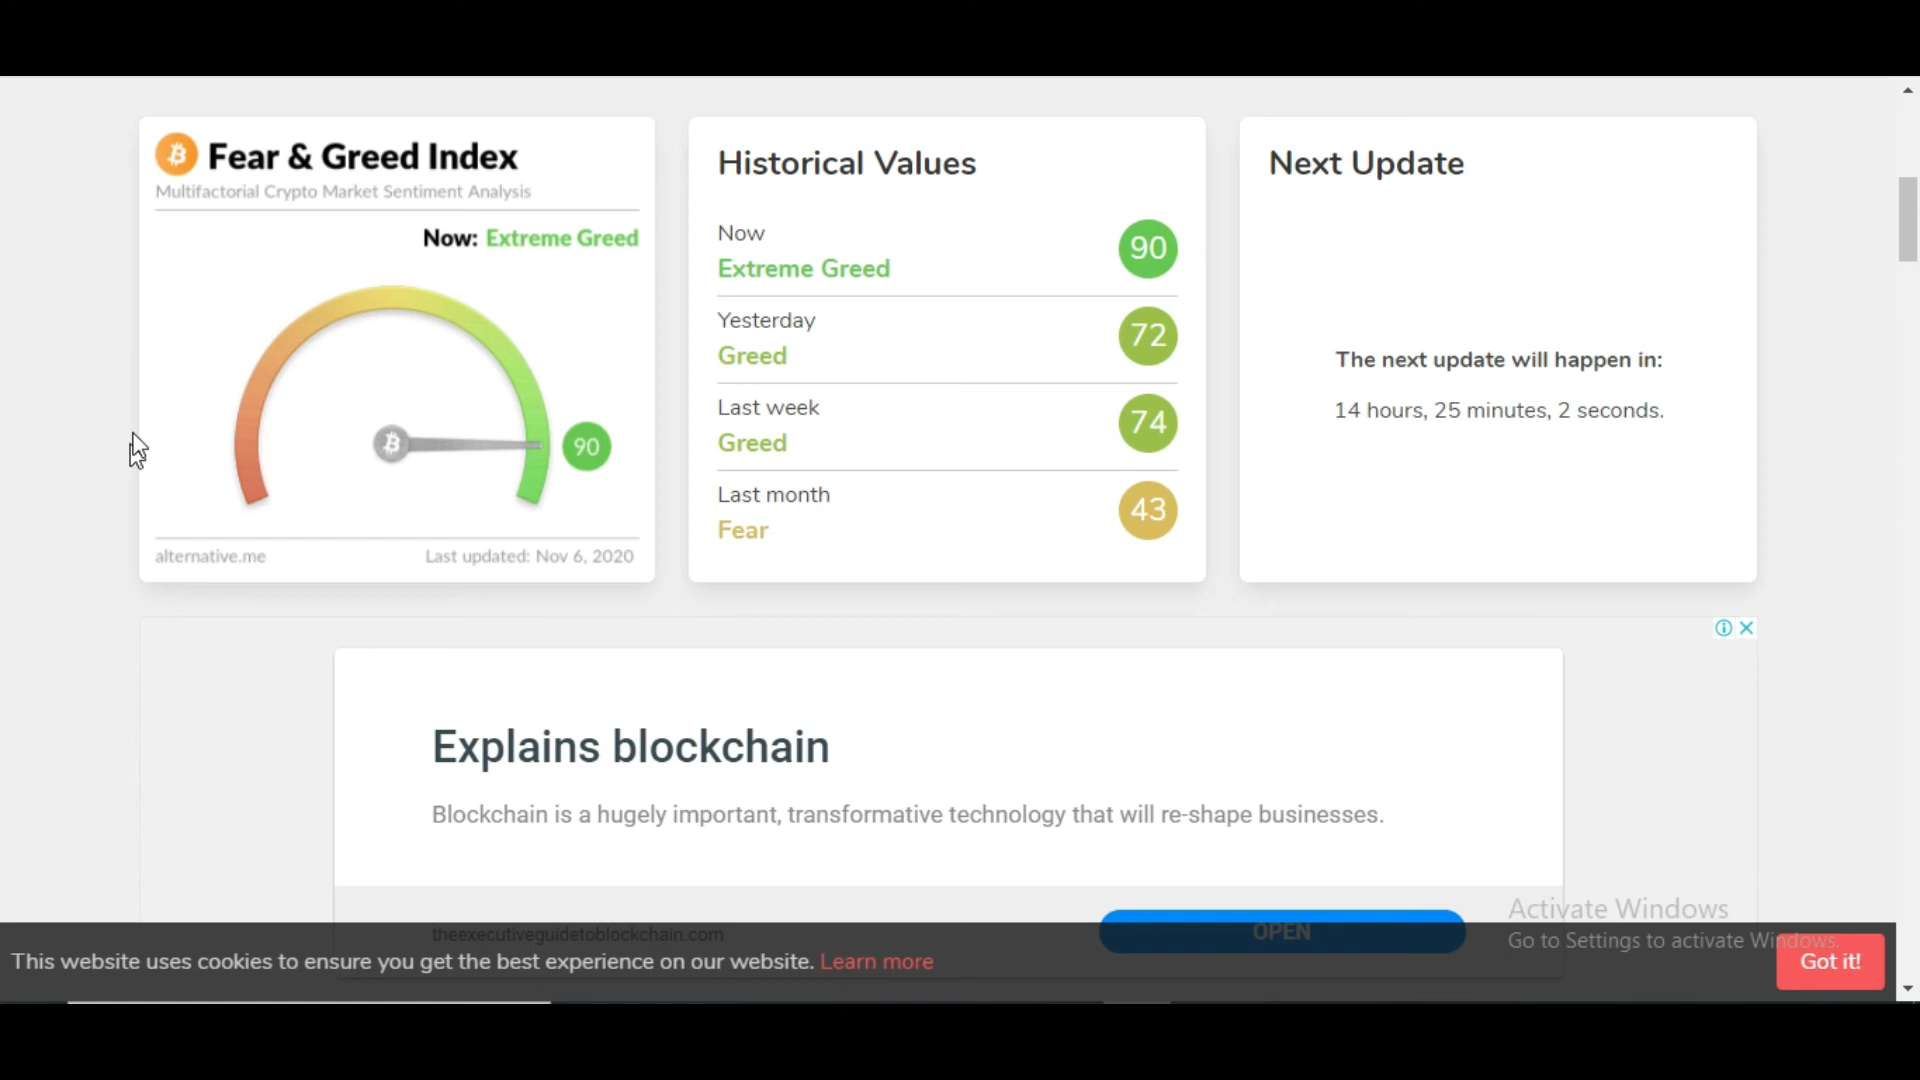 Fear & Greed Index
Multifactorial Crypto Market Sentiment Analysis
Now: Extreme Greed
90
alternative.me
Last updated: Nov 6, 2020
Historical Values
Now
Extreme Greed
90
Yesterday
Greed
72
Last week
Greed
74
Last month
Fear
43
Next Update
The next update will happen in:
14 hours, 25 minutes, 2 seconds.
Explains blockchain
Blockchain is a hugely important, transformative technology that will re-shape businesses.
theexecutiveguidetoblockchain.com
OPEN
Activate Windows
Go to Settings to activate Windows.
This website uses cookies to ensure you get the best experience on our website. Learn more
Got it!